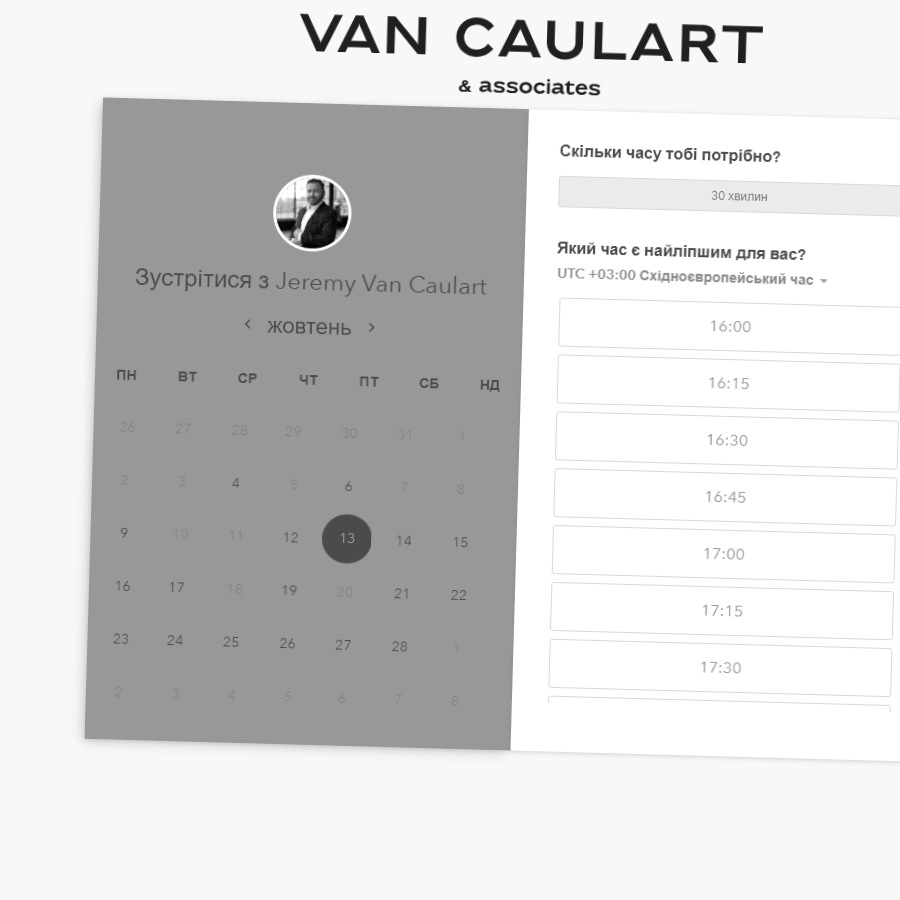 VAN CAULART
& associates
Зустрітися з Jeremy Van Caulart
жовтень
ПН ВТ СР ЧТ ПТ СБ НД
26 27 28 29 30 31 1
2 3 4 5 6 7 8
9 10 11 12 13 14 15
16 17 18 19 20 21 22
23 24 25 26 27 28 1
2 3 4 5 6 7 8
Скільки часу тобі потрібно?
30 хвилин
Який час є найліпшим для вас?
UTC +03:00 Східноєвропейський час
16:00
16:15
16:30
16:45
17:00
17:15
17:30